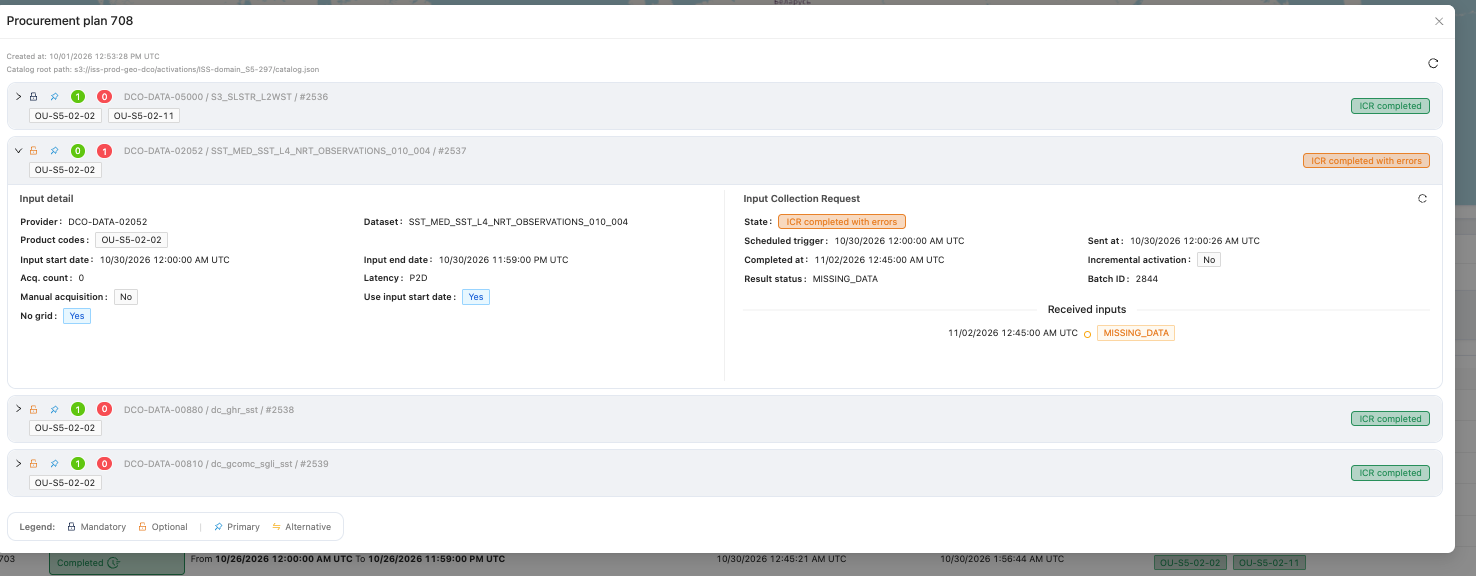 Procurement plan 708
Created at: 10/01/2026 12:53:28 PM UTC
Catalog root path: s3://iss-prod-geo-dco/activations/ISS-domain_S5-297/catalog.json
1 0 DCO-DATA-05000 / S3_SLSTR_L2WST / #2536
OU-S5-02-02 OU-S5-02-11
ICR completed
0 1 DCO-DATA-02052 / SST_MED_SST_L4_NRT_OBSERVATIONS_010_004 / #2537
OU-S5-02-02
ICR completed with errors
Input detail
Provider : DCO-DATA-02052 Dataset : SST_MED_SST_L4_NRT_OBSERVATIONS_010_004
Product codes : OU-S5-02-02
Input start date : 10/30/2026 12:00:00 AM UTC Input end date : 10/30/2026 11:59:00 PM UTC
Acq. count : 0 Latency : P2D
Manual acquisition : No Use input start date : Yes
No grid : Yes
Input Collection Request
State : ICR completed with errors
Scheduled trigger : 10/30/2026 12:00:00 AM UTC Sent at : 10/30/2026 12:00:26 AM UTC
Completed at : 11/02/2026 12:45:00 AM UTC Incremental activation : No
Result status : MISSING_DATA Batch ID : 2844
Received inputs
11/02/2026 12:45:00 AM UTC MISSING_DATA
1 0 DCO-DATA-00880 / dc_ghr_sst / #2538
OU-S5-02-02
ICR completed
1 0 DCO-DATA-00810 / dc_gcomc_sgli_sst / #2539
OU-S5-02-02
ICR completed
Legend: Mandatory Optional | Primary Alternative
703 Completed From 10/26/2026 12:00:00 AM UTC To 10/26/2026 11:59:00 PM UTC 10/30/2026 12:45:21 AM UTC 10/30/2026 1:56:44 AM UTC OU-S5-02-02 OU-S5-02-11